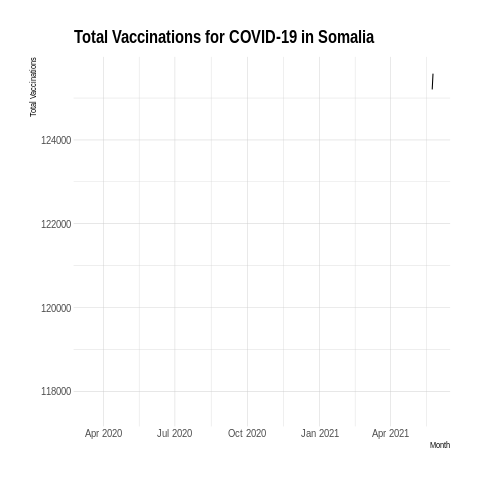 Total Vaccinations for COVID-19 in Somalia
Total Vaccinations
124000
122000
120000
118000
Apr 2020 Jul 2020 Oct 2020 Jan 2021 Apr 2021
Month